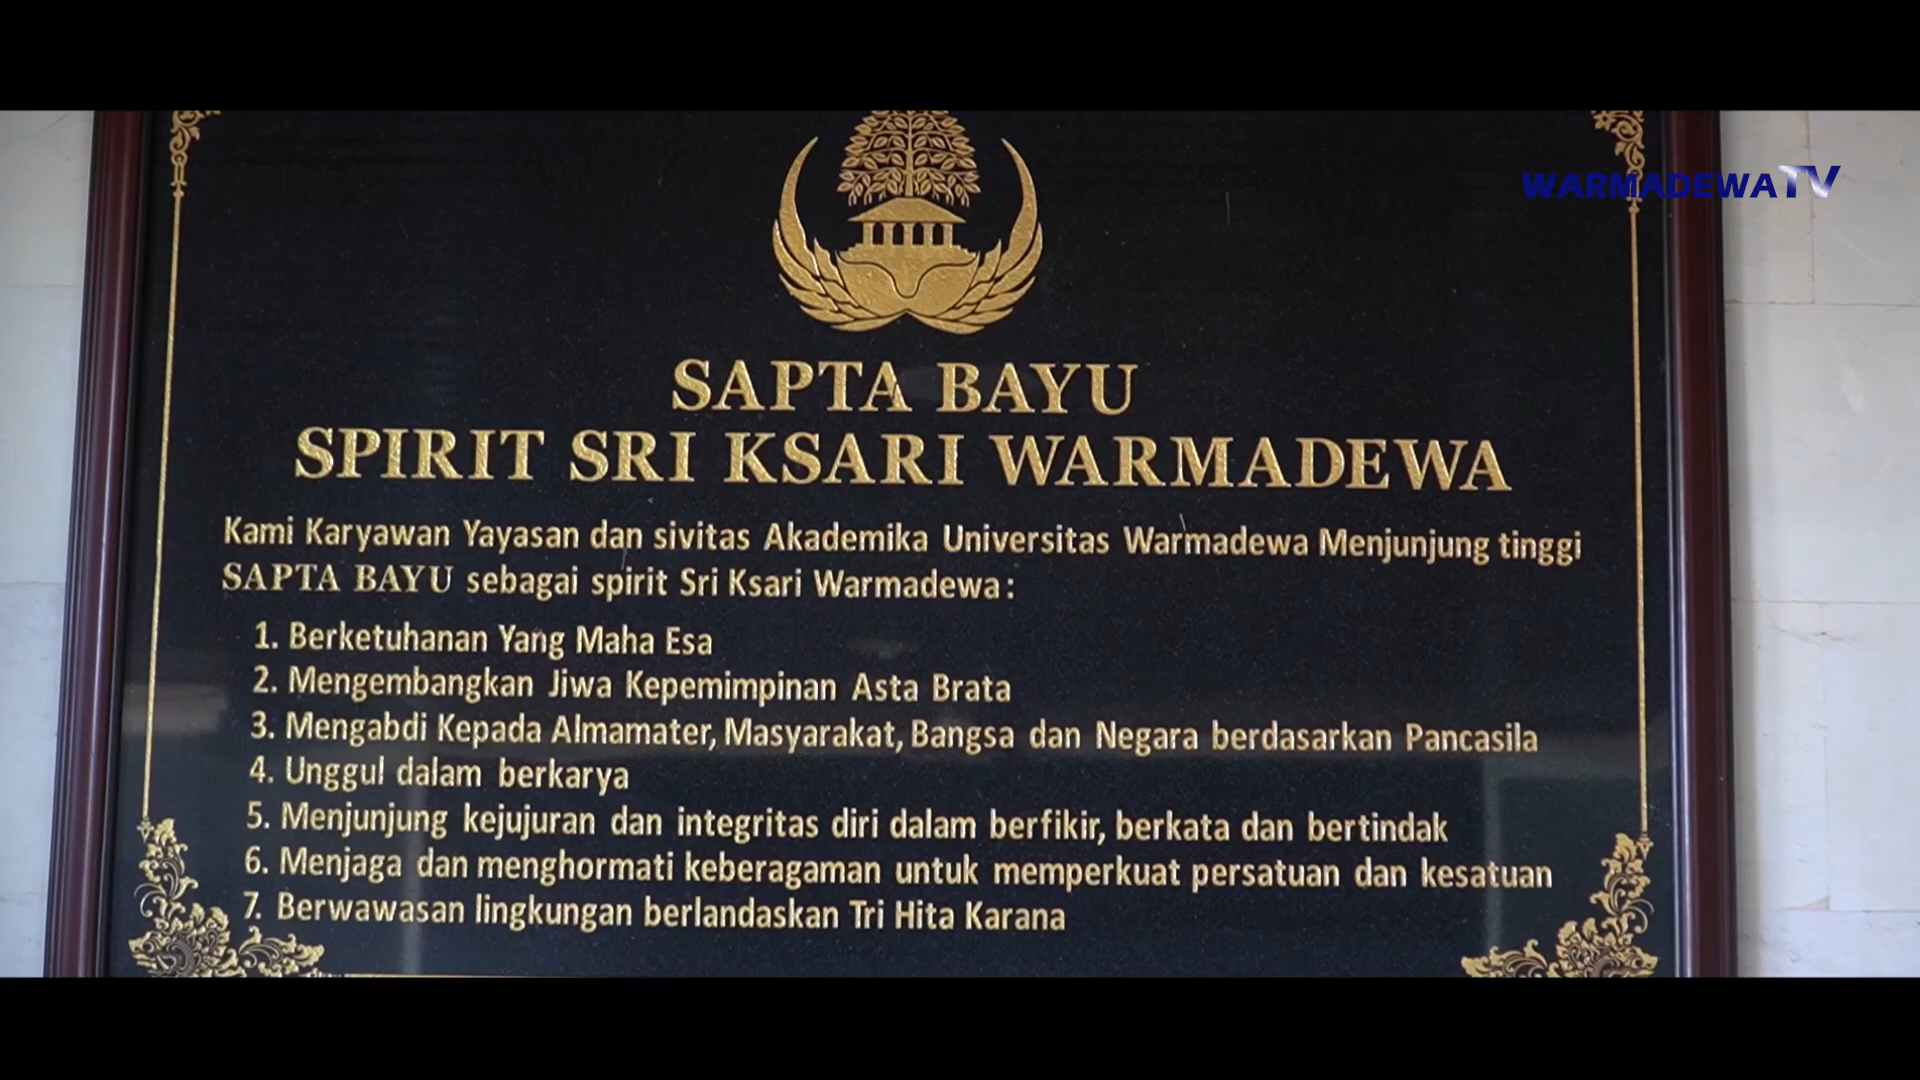 WARMADEWATV
SAPTA BAYU
SPIRIT SRI KSARI WARMADEWA
Kami Karyawan Yayasan dan sivitas Akademika Universitas Warmadewa Menjunjung tinggi
SAPTA BAYU sebagai spirit Sri Ksari Warmadewa :
1. Berketuhanan Yang Maha Esa
2. Mengembangkan Jiwa Kepemimpinan Asta Brata
3. Mengabdi Kepada Almamater, Masyarakat, Bangsa dan Negara berdasarkan Pancasila
4. Unggul dalam berkarya
5. Menjunjung kejujuran dan integritas diri dalam berfikir, berkata dan bertindak
6. Menjaga dan menghormati keberagaman untuk memperkuat persatuan dan kesatuan
7. Berwawasan lingkungan berlandaskan Tri Hita Karana